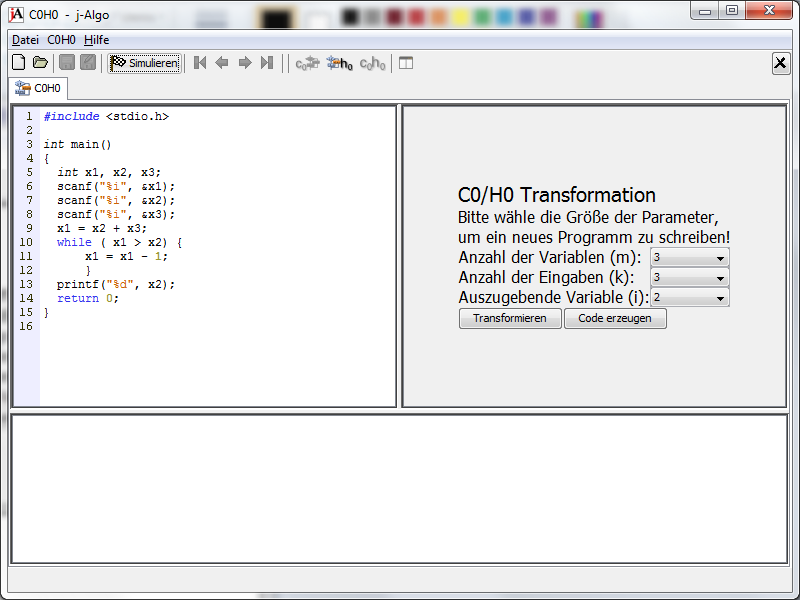 jA C0H0 - j-Algo
Datei C0H0 Hilfe
Simulieren c0 h0 c0h0
C0H0
1 #include <stdio.h>
2
3 int main()
4 {
5 int x1, x2, x3;
6 scanf("%i", &x1);
7 scanf("%i", &x2);
8 scanf("%i", &x3);
9 x1 = x2 + x3;
10 while ( x1 > x2) {
11 x1 = x1 - 1;
12 }
13 printf("%d", x2);
14 return 0;
15 }
16
C0/H0 Transformation
Bitte wähle die Größe der Parameter,
um ein neues Programm zu schreiben!
Anzahl der Variablen (m): 3
Anzahl der Eingaben (k): 3
Auszugebende Variable (i): 2
Transformieren Code erzeugen